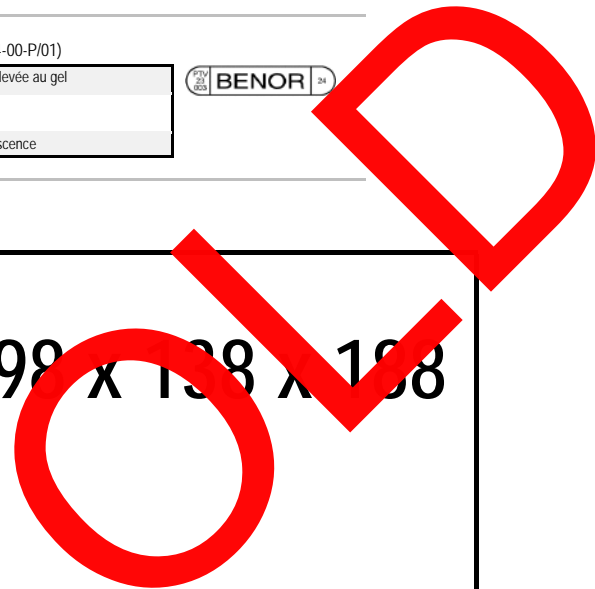 -00-P/01)
levée au gel
PTV
23
003
BENOR
24
scence
98 x 138 x 188
OLD